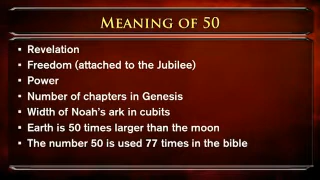 Meaning of 50
• Revelation
• Freedom (attached to the Jubilee)
• Power
• Number of chapters in Genesis
• Width of Noah's ark in cubits
• Earth is 50 times larger than the moon
• The number 50 is used 77 times in the bible